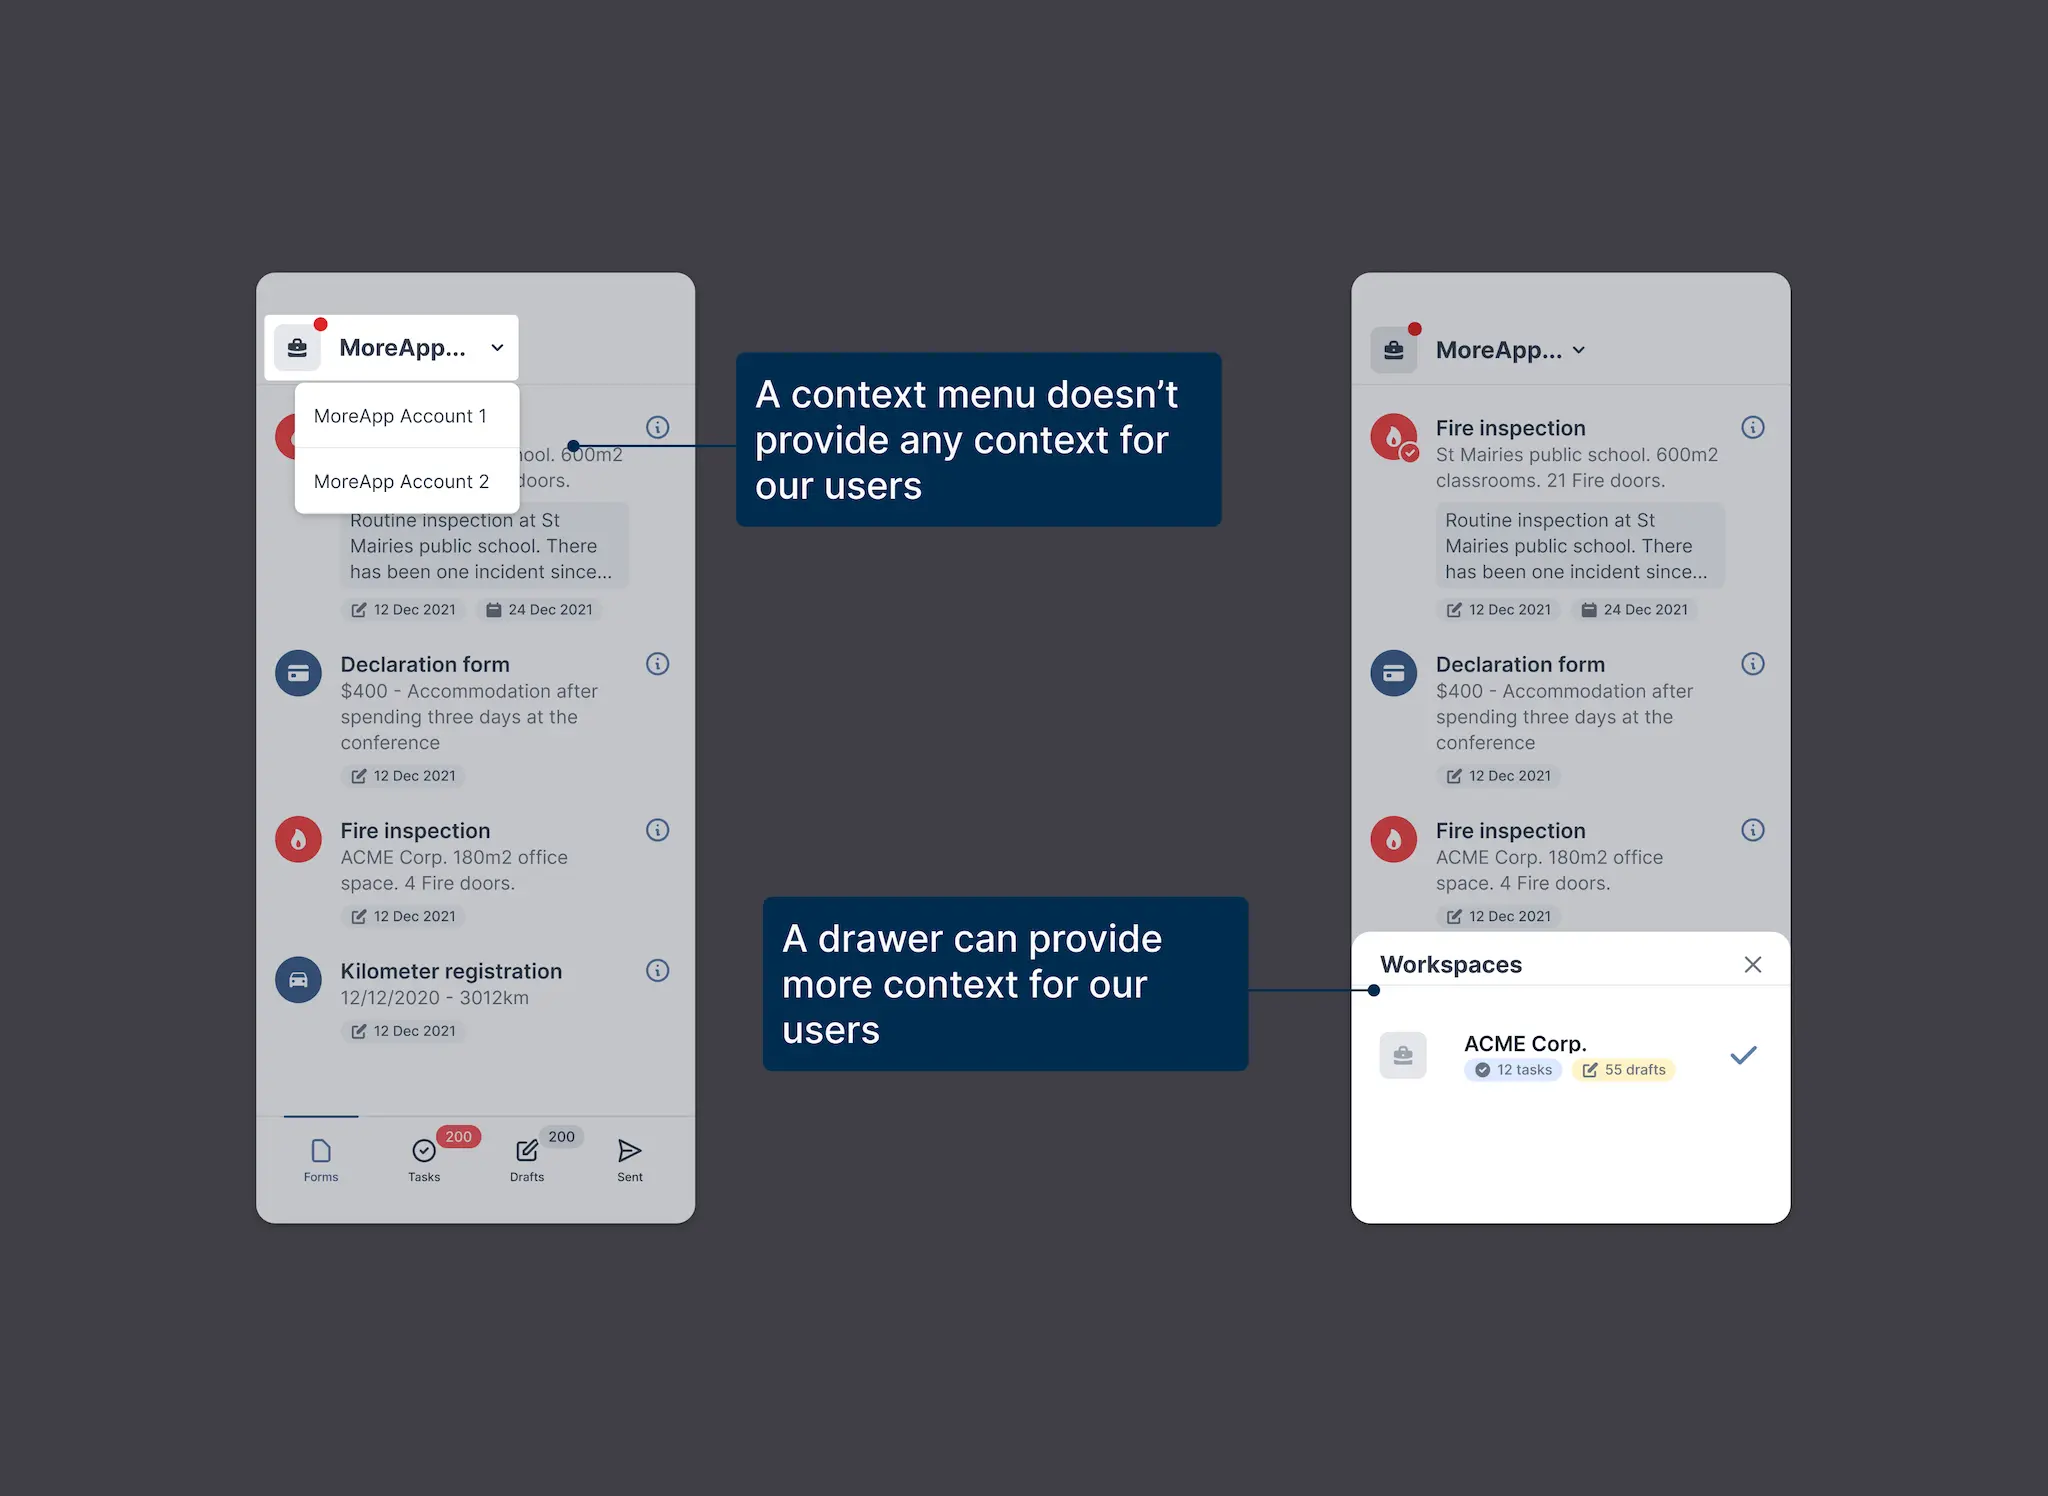 MoreApp...
MoreApp Account 1
MoreApp Account 2
ool. 600m2
doors.
Routine inspection at St
Mairies public school. There
has been one incident since...
12 Dec 2021
24 Dec 2021
Declaration form
$400 - Accommodation after
spending three days at the
conference
12 Dec 2021
Fire inspection
ACME Corp. 180m2 office
space. 4 Fire doors.
12 Dec 2021
Kilometer registration
12/12/2020 - 3012km
12 Dec 2021
200
200
Forms
Tasks
Drafts
Sent
A context menu doesn’t
provide any context for
our users
A drawer can provide
more context for our
users
MoreApp...
Fire inspection
St Mairies public school. 600m2
classrooms. 21 Fire doors.
Routine inspection at St
Mairies public school. There
has been one incident since...
12 Dec 2021
24 Dec 2021
Declaration form
$400 - Accommodation after
spending three days at the
conference
12 Dec 2021
Fire inspection
ACME Corp. 180m2 office
space. 4 Fire doors.
12 Dec 2021
Workspaces
ACME Corp.
12 tasks
55 drafts